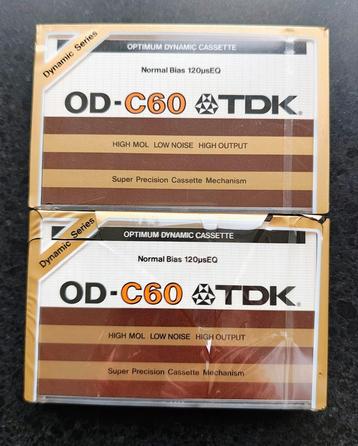 Dynamic Series
OPTIMUM DYNAMIC CASSETTE
Normal Bias 120µsEQ
OD-C60 TDK®
HIGH MOL LOW NOISE HIGH OUTPUT
Super Precision Cassette Mechanism
Dynamic Series
OPTIMUM DYNAMIC CASSETTE
Normal Bias 120µsEQ
OD-C60 TDK®
HIGH MOL LOW NOISE HIGH OUTPUT
Super Precision Cassette Mechanism